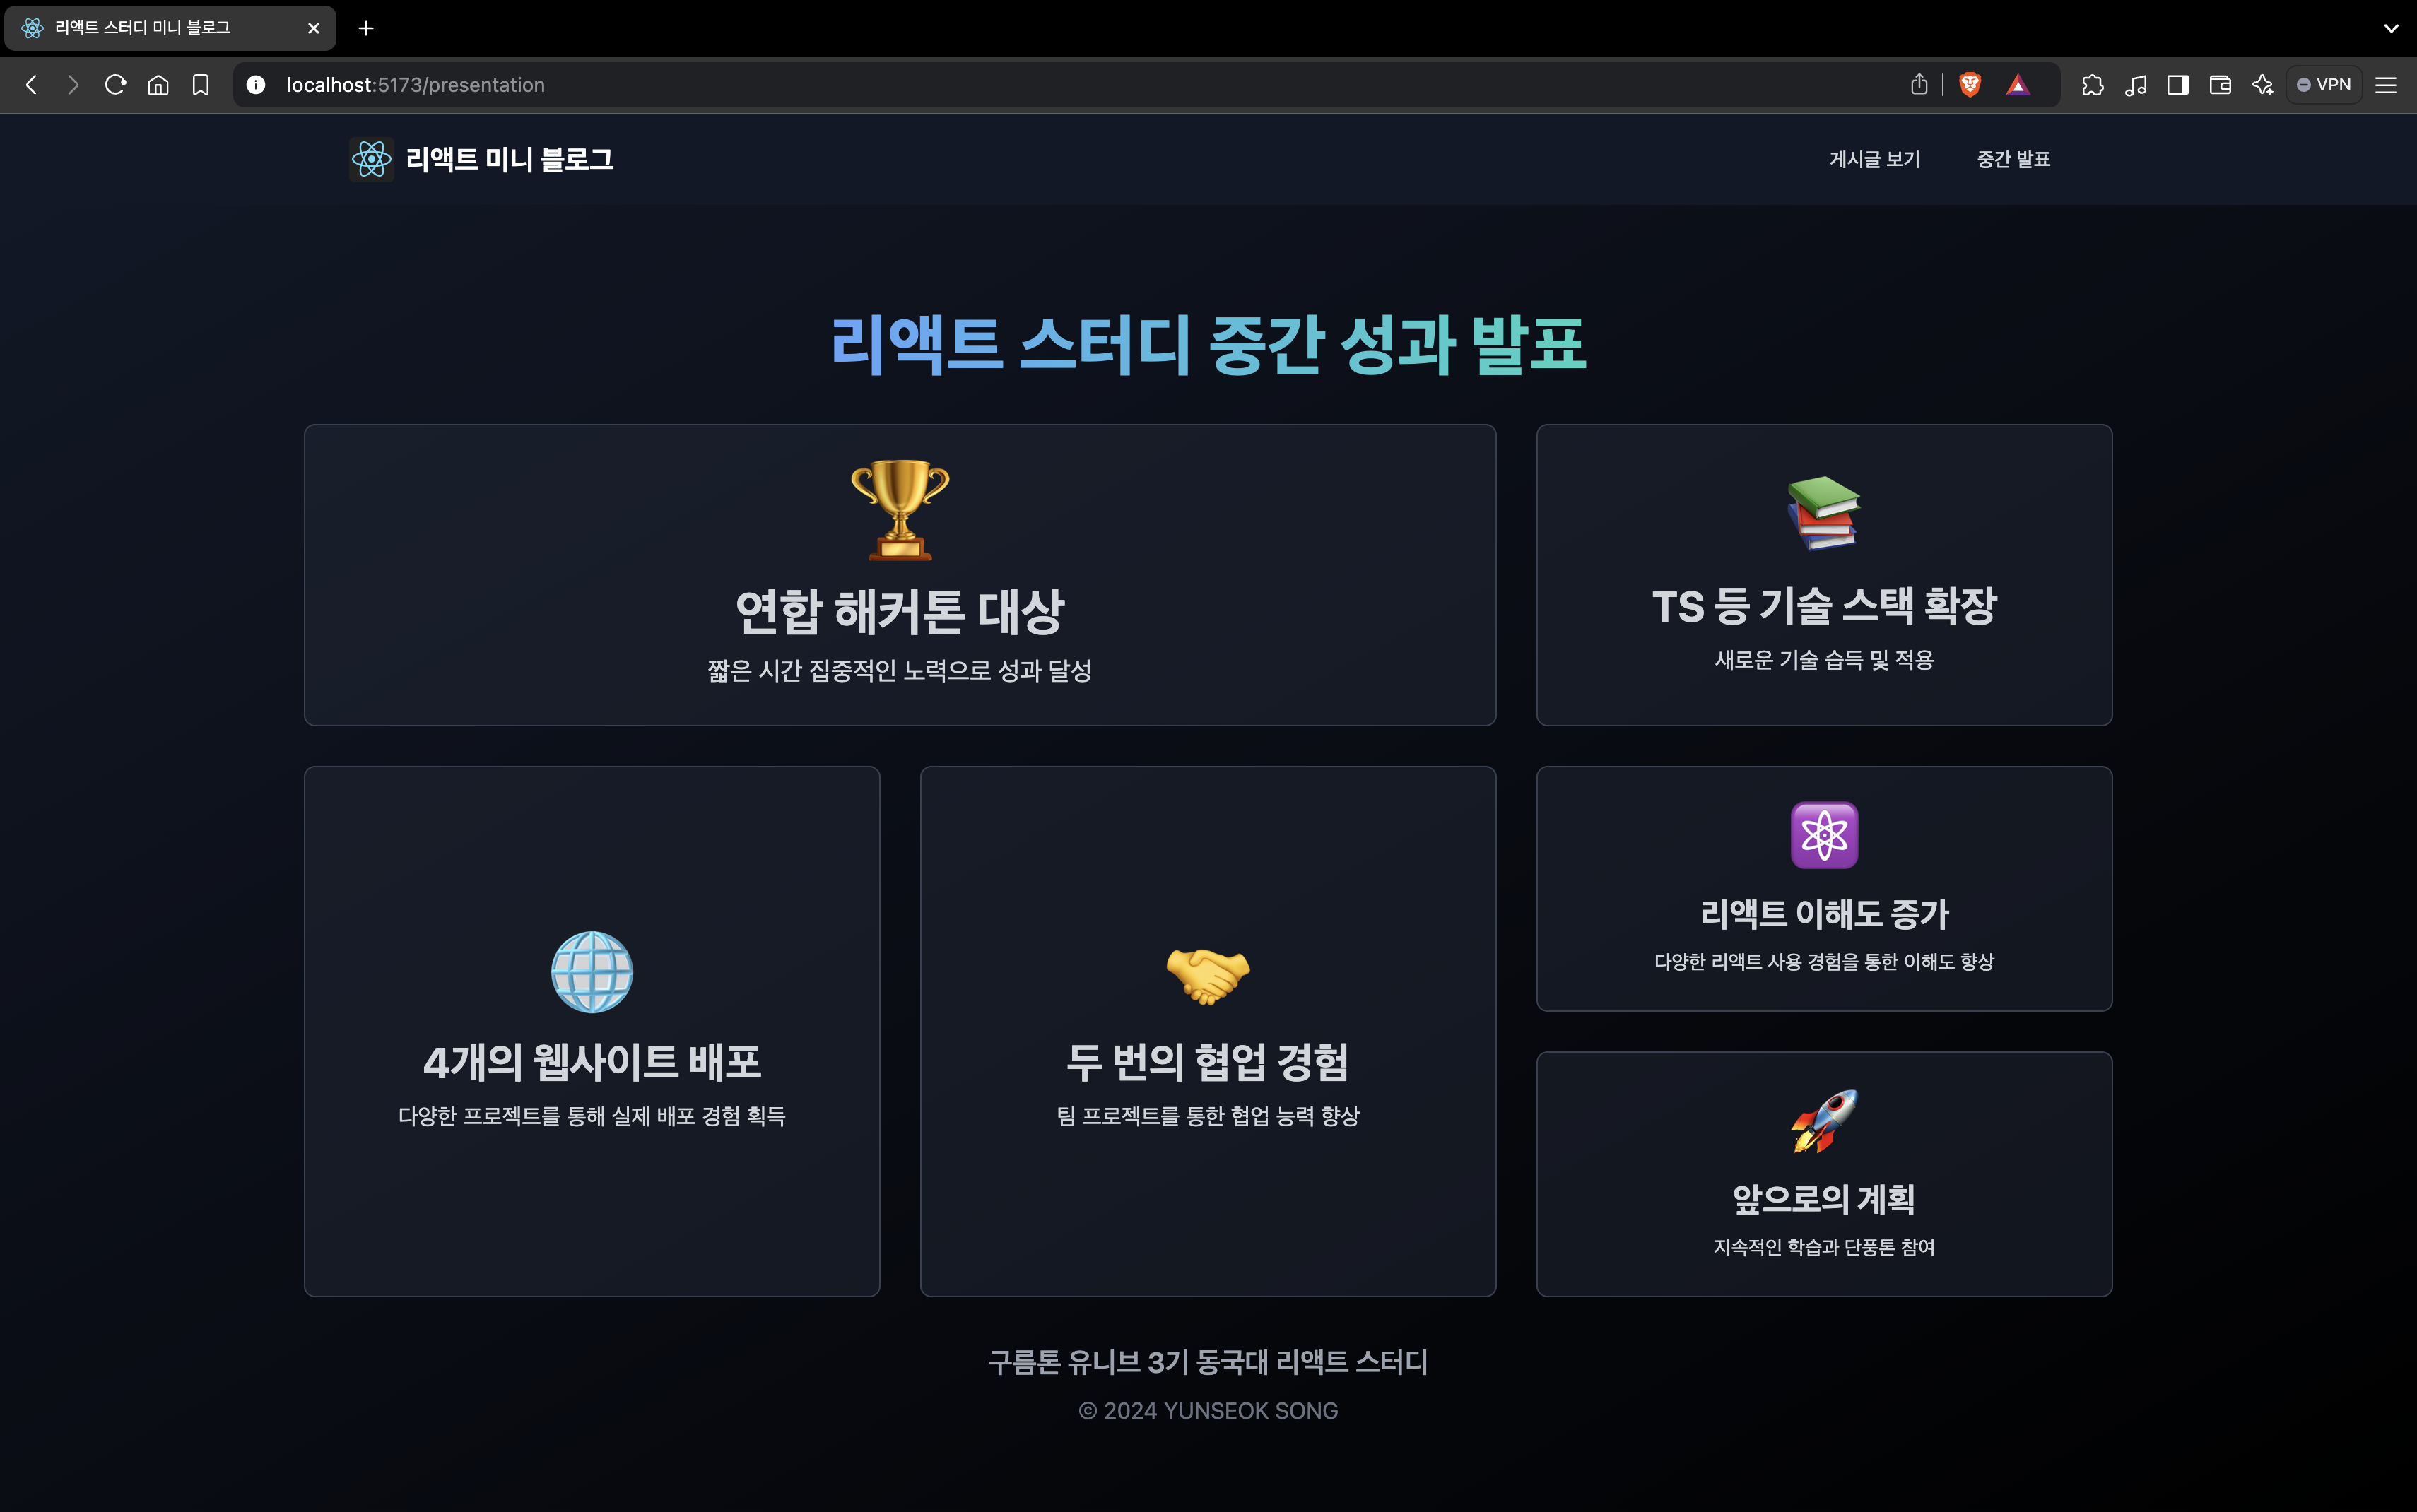 리액트 스터디 미니 블로그
localhost:5173/presentation
VPN
리액트 미니 블로그
게시글 보기
중간 발표
리액트 스터디 중간 성과 발표
연합 해커톤 대상
짧은 시간 집중적인 노력으로 성과 달성
TS 등 기술 스택 확장
새로운 기술 습득 및 적용
4개의 웹사이트 배포
다양한 프로젝트를 통해 실제 배포 경험 획득
두 번의 협업 경험
팀 프로젝트를 통한 협업 능력 향상
리액트 이해도 증가
다양한 리액트 사용 경험을 통한 이해도 향상
앞으로의 계획
지속적인 학습과 단풍톤 참여
구름톤 유니브 3기 동국대 리액트 스터디
© 2024 YUNSEOK SONG